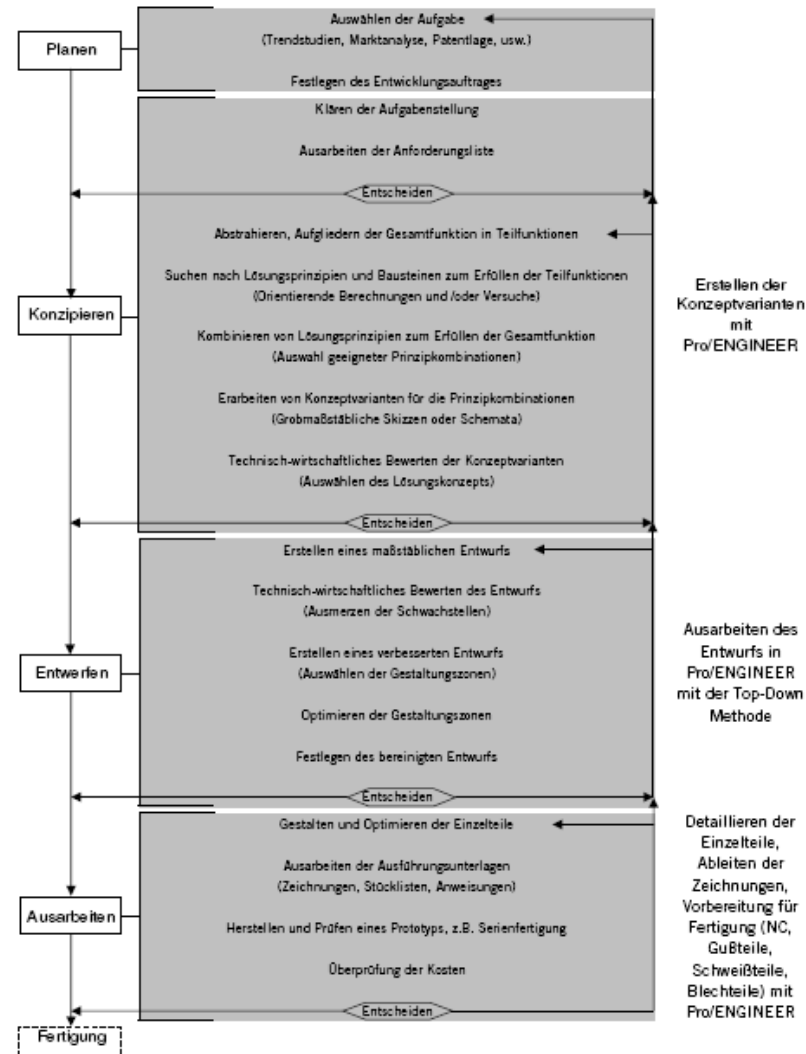 Planen
Auswählen der Aufgabe
(Trendstudien, Marktanalyse, Patentlage, usw.)
Festlegen des Entwicklungsauftrages
Klären der Aufgabenstellung
Ausarbeiten der Anforderungsliste
Entscheiden
Konzipieren
Abstrahieren, Aufgliedern der Gesamtfunktion in Teilfunktionen
Suchen nach Lösungsprinzipien und Bausteinen zum Erfüllen der Teilfunktionen
(Orientierende Berechnungen und /oder Versuche)
Kombinieren von Lösungsprinzipien zum Erfüllen der Gesamtfunktion
(Auswahl geeigneter Prinzipkombinationen)
Erarbeiten von Konzeptvarianten für die Prinzipkombinationen
(Grobmaßstäbliche Skizzen oder Schemata)
Technisch-wirtschaftliches Bewerten der Konzeptvarianten
(Auswählen des Lösungskonzepts)
Entscheiden
Erstellen der
Konzeptvarianten
mit
Pro/ENGINEER
Entwerfen
Erstellen eines maßstäblichen Entwurfs
Technisch-wirtschaftliches Bewerten des Entwurfs
(Ausmerzen der Schwachstellen)
Erstellen eines verbesserten Entwurfs
(Auswählen der Gestaltungszonen)
Optimieren der Gestaltungszonen
Festlegen des bereinigten Entwurfs
Entscheiden
Ausarbeiten des
Entwurfs in
Pro/ENGINEER
mit der Top-Down
Methode
Ausarbeiten
Gestalten und Optimieren der Einzelteile
Ausarbeiten der Ausführungsunterlagen
(Zeichnungen, Stücklisten, Anweisungen)
Herstellen und Prüfen eines Prototyps, z.B. Serienfertigung
Überprüfung der Kosten
Entscheiden
Detaillieren der
Einzelteile,
Ableiten der
Zeichnungen,
Vorbereitung für
Fertigung (NC,
Gußteile,
Schweißteile,
Blechteile) mit
Pro/ENGINEER
Fertigung